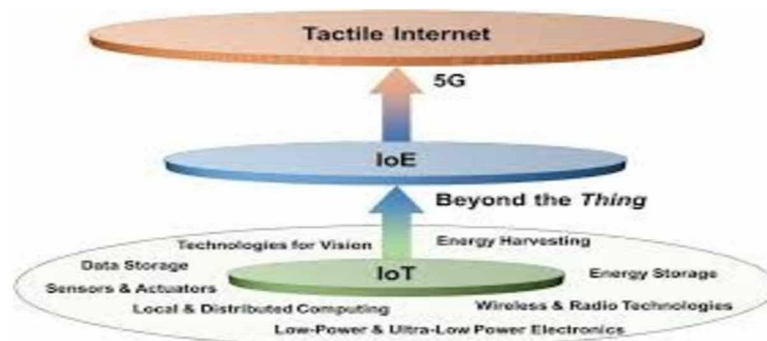 Tactile Internet
5G
IoE
Beyond the Thing
Technologies for Vision
Energy Harvesting
Data Storage
IoT
Energy Storage
Sensors & Actuators
Local & Distributed Computing
Wireless & Radio Technologies
Low-Power & Ultra-Low Power Electronics